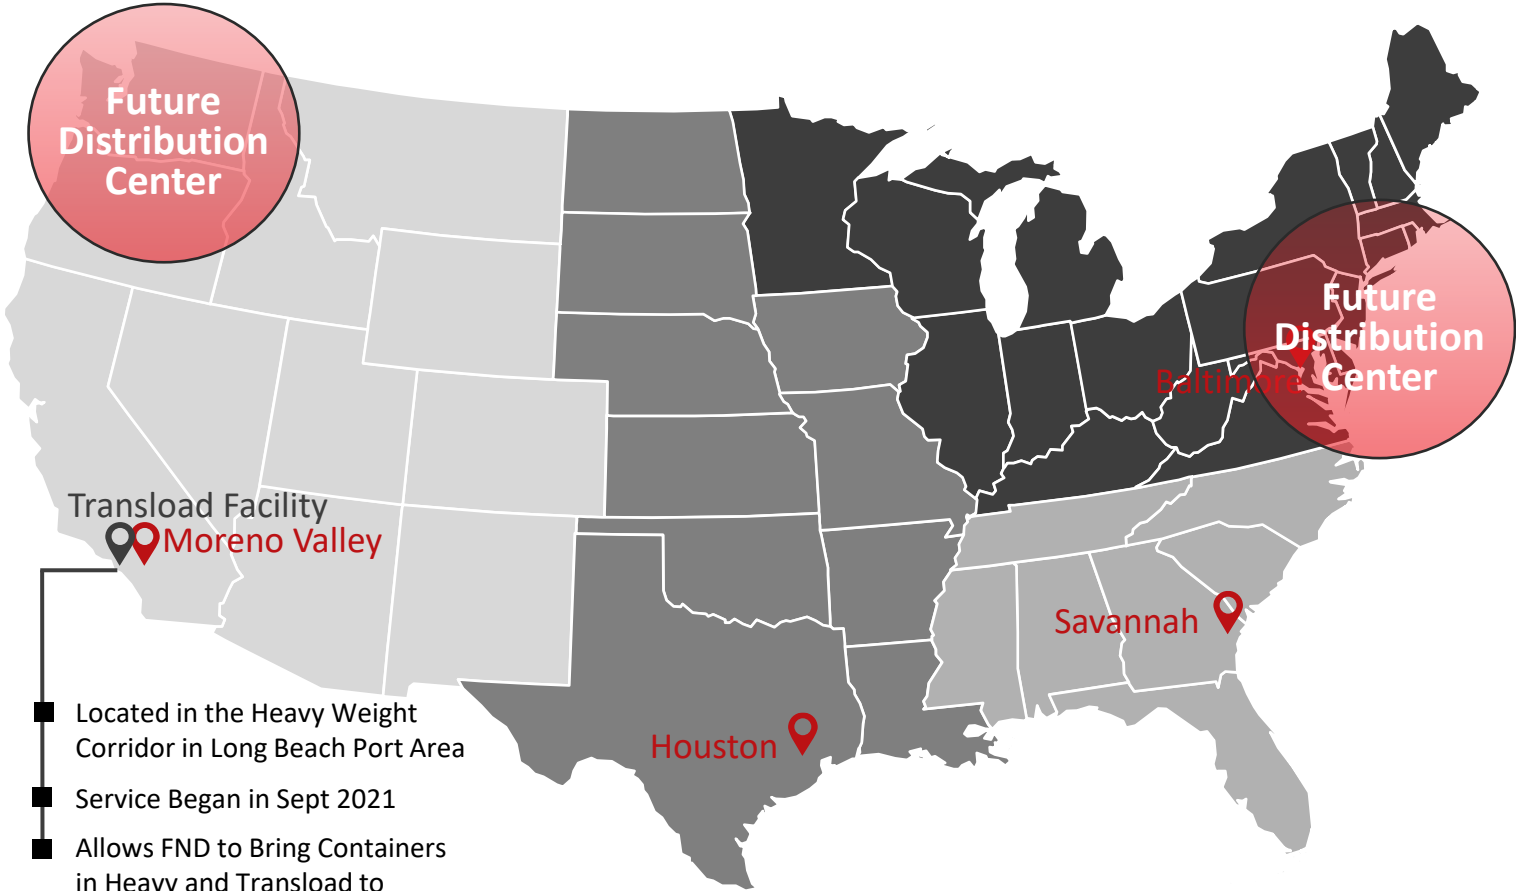 Future
Distribution
Center
Future
Distribution
Center
Baltimore
Transload Facility
Moreno Valley
Savannah
Houston
Located in the Heavy Weight
Corridor in Long Beach Port Area
Service Began in Sept 2021
Allows FND to Bring Containers
in Heavy and Transload to